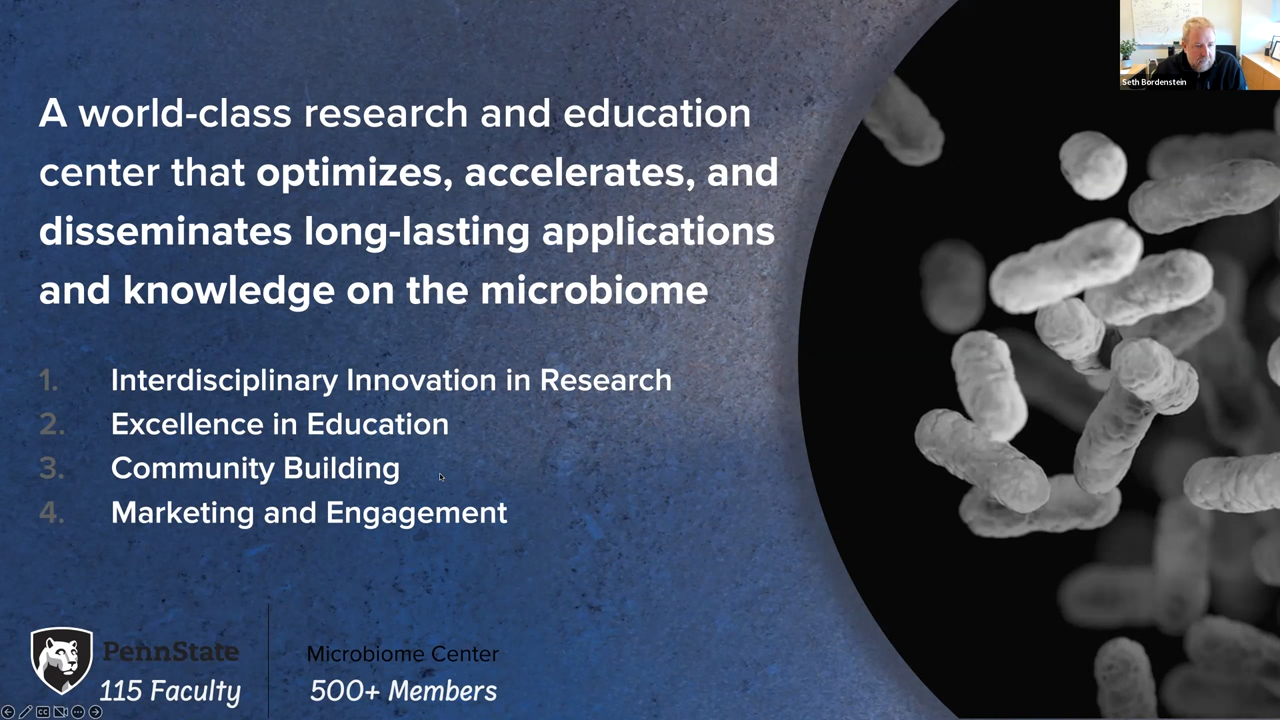 Seth Bordenstein
A world-class research and education
center that optimizes, accelerates, and
disseminates long-lasting applications
and knowledge on the microbiome
1. Interdisciplinary Innovation in Research
2. Excellence in Education
3. Community Building
4. Marketing and Engagement
PennState
115 Faculty
Microbiome Center
500+ Members